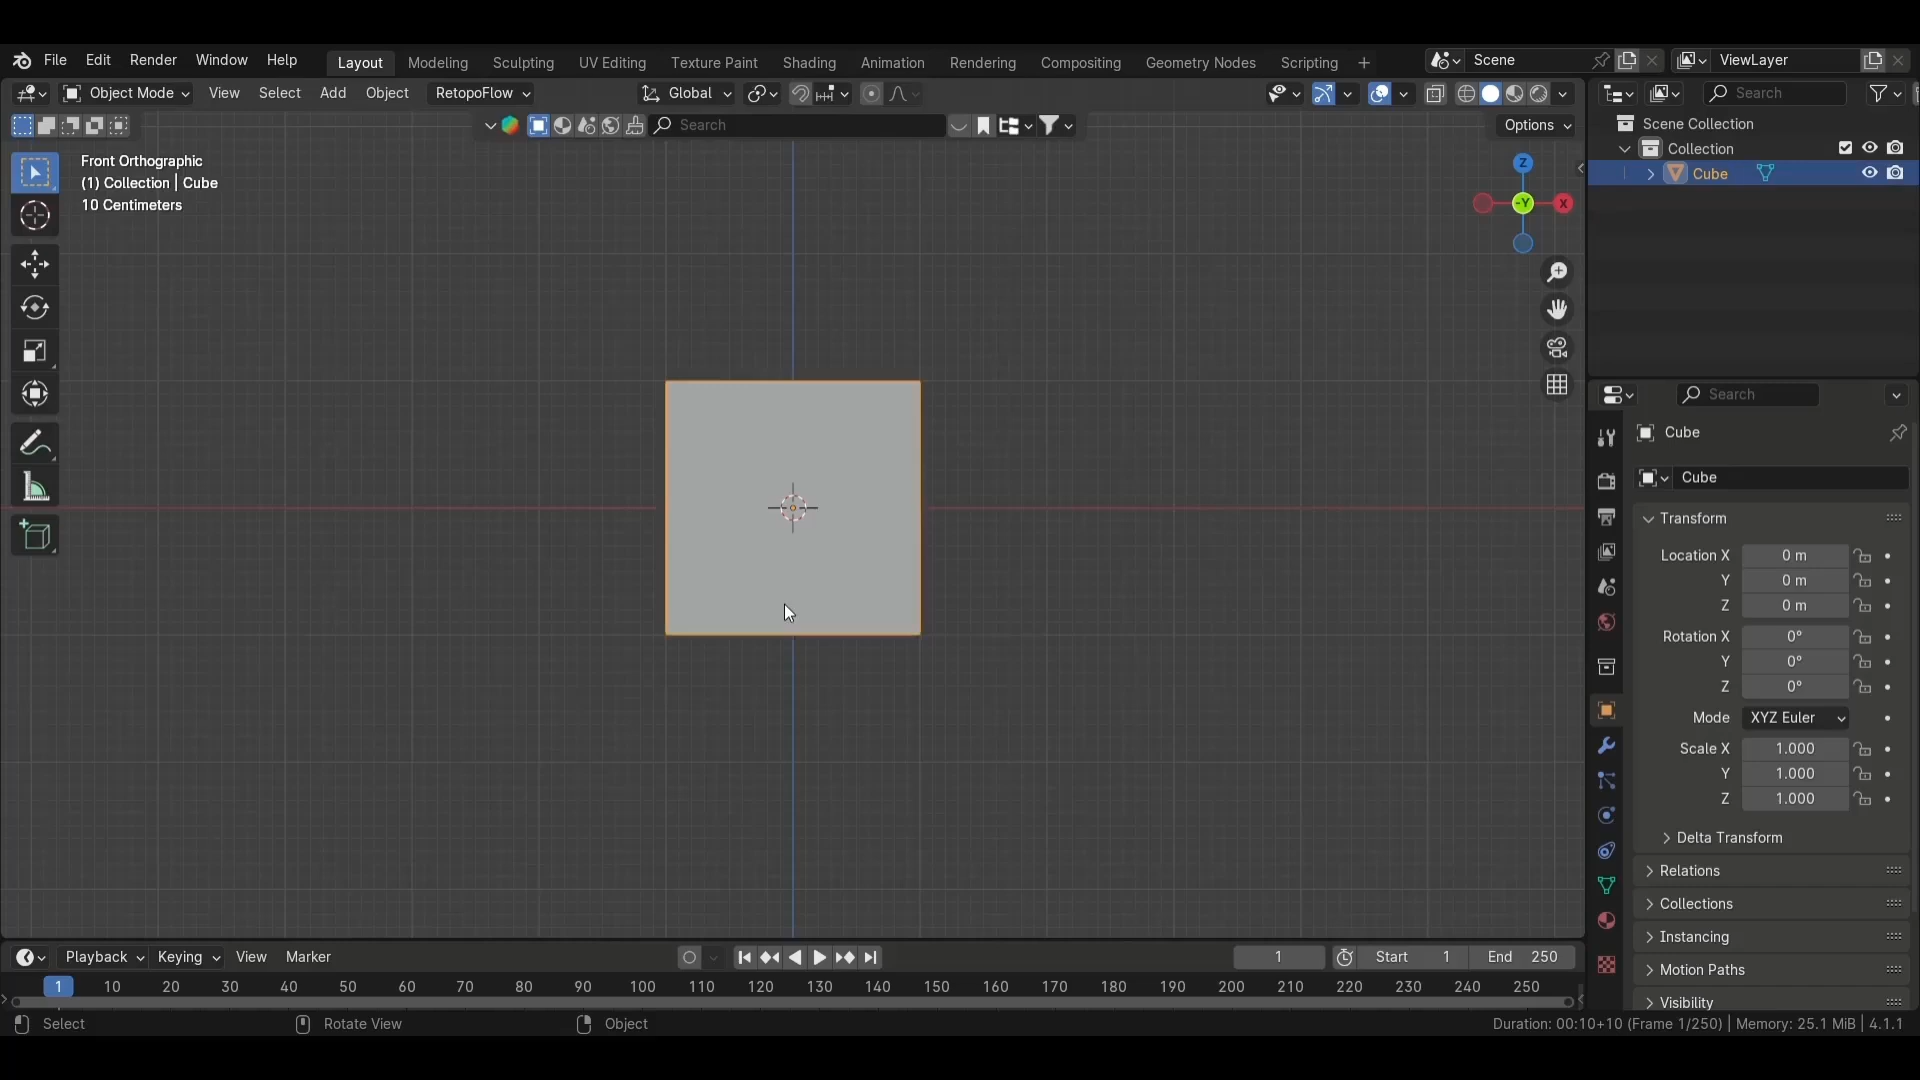 File Edit Render Window Help Layout Modeling Sculpting UV Editing Texture Paint Shading Animation Rendering Compositing Geometry Nodes Scripting + Scene ViewLayer
Object Mode View Select Add Object RetopoFlow Global Search
Search Options
Front Orthographic
(1) Collection | Cube
10 Centimeters
Z
-Y X
Scene Collection
Collection
Cube
Search
Cube
Cube
Transform
Location X 0 m
Y 0 m
Z 0 m
Rotation X 0°
Y 0°
Z 0°
Mode XYZ Euler
Scale X 1.000
Y 1.000
Z 1.000
Delta Transform
Relations
Collections
Instancing
Motion Paths
Visibility
Playback Keying View Marker 1 Start 1 End 250
1 10 20 30 40 50 60 70 80 90 100 110 120 130 140 150 160 170 180 190 200 210 220 230 240 250
Select Rotate View Object Duration: 00:10+10 (Frame 1/250) | Memory: 25.1 MiB | 4.1.1